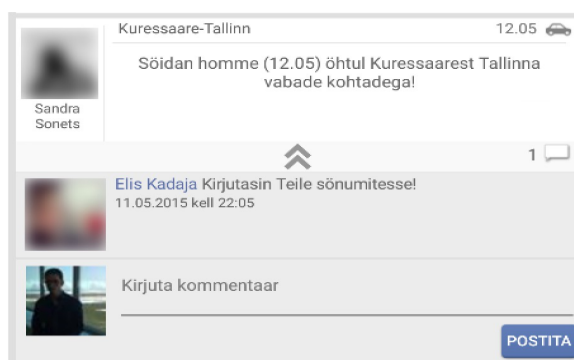 Kuressaare-Tallinn 12.05
Söidan homme (12.05) öhtul Kuressaarest Tallinna
vabade kohtadega!
Sandra
Sonets
1
Elis Kadaja Kirjutasin Teile sönumitesse!
11.05.2015 kell 22:05
Kirjuta kommentaar
POSTITA